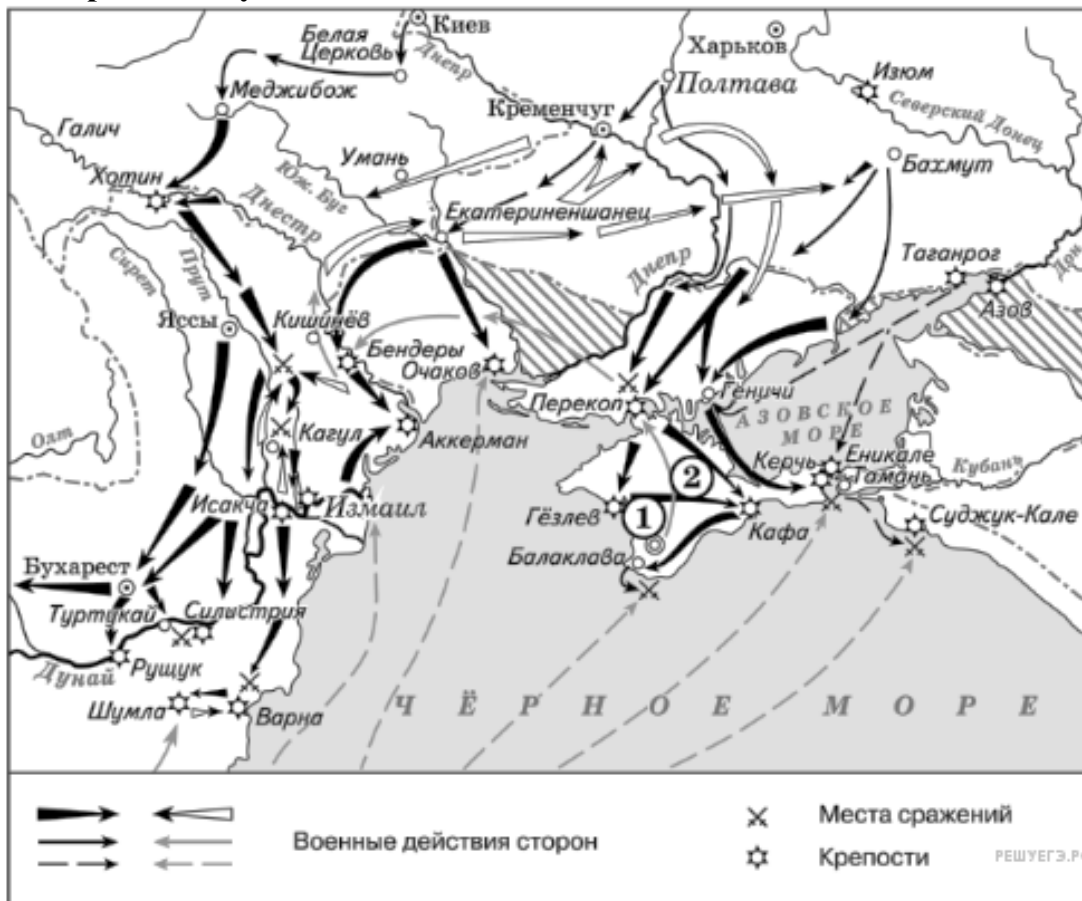 Киев
Белая
Церковь
Днепр
Харьков
Изюм
Полтава
Северский Донец
Меджибож
Кременчуг
Галич
Умань
Бахмут
Хотин
Юж. Буг
Днестр
Екатериненшанец
Таганрог
Дон
Сирет
Прут
Днепр
Азов
Яссы
Кишинёв
Бендеры
Очаков
Перекоп
Геничи
АЗОВСКОЕ
МОРЕ
Олт
Кагул
Аккерман
Еникале
Керчь
Тамань
Кубань
2
Исакча
Измаил
1
Гёзлев
Кафа
Суджук-Кале
Балаклава
Бухарест
Туртукай
Силистрия
Дунай
Рущук
Шумла
Варна
ЧЁРНОЕ МОРЕ
Военные действия сторон
Места сражений
Крепости